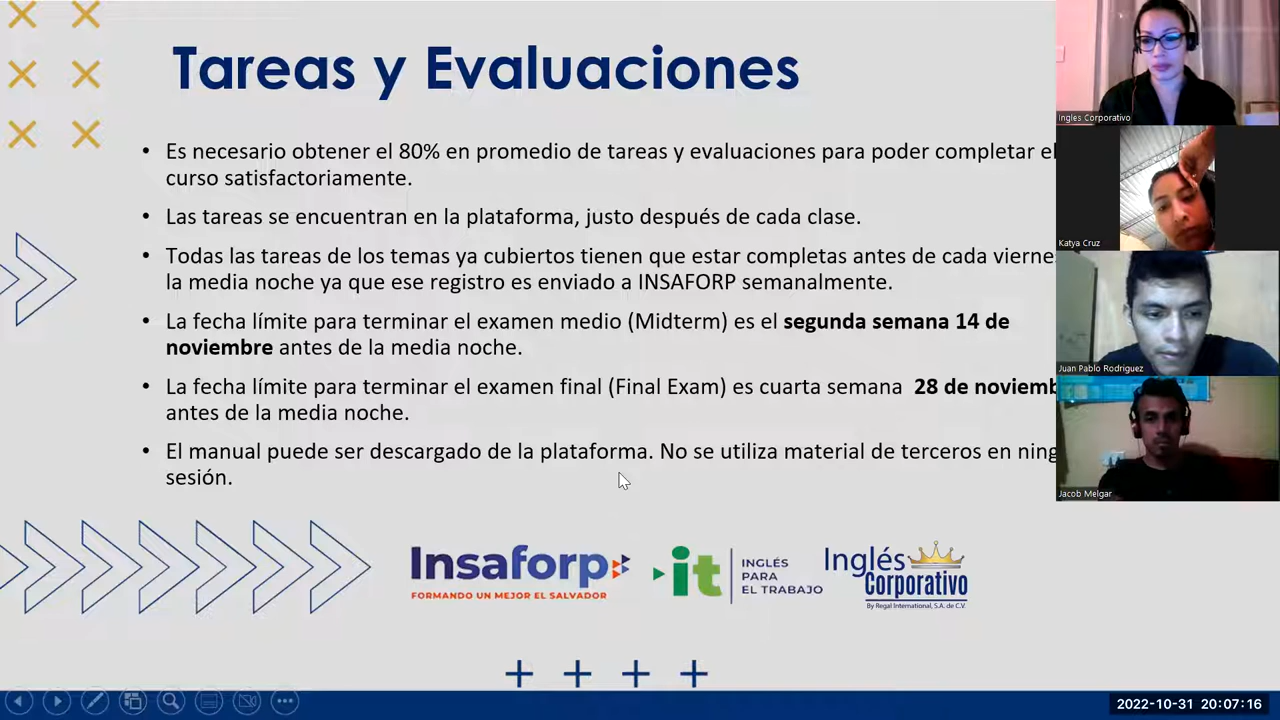 Tareas y Evaluaciones
• Es necesario obtener el 80% en promedio de tareas y evaluaciones para poder completar el
curso satisfactoriamente.
• Las tareas se encuentran en la plataforma, justo después de cada clase.
• Todas las tareas de los temas ya cubiertos tienen que estar completas antes de cada vierne
la media noche ya que ese registro es enviado a INSAFORP semanalmente.
• La fecha límite para terminar el examen medio (Midterm) es el segunda semana 14 de
noviembre antes de la media noche.
• La fecha límite para terminar el examen final (Final Exam) es cuarta semana 28 de noviemb
antes de la media noche.
• El manual puede ser descargado de la plataforma. No se utiliza material de terceros en ning
sesión.
Insaforp
FORMANDO UN MEJOR EL SALVADOR
it
INGLÉS
PARA
EL TRABAJO
Inglés
Corporativo
By Regal International, S.A. de C.V.
Ingles Corporativo
Katya Cruz
Juan Pablo Rodriguez
Jacob Melgar
2022-10-31 20:07:16